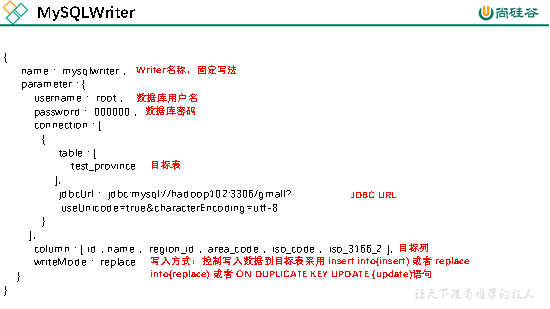 MySQLWriter
尚硅谷
{
name : mysqlwriter , Writer名称，固定写法
parameter : {
username : root , 数据库用户名
password : 000000 , 数据库密码
connection : [
{
table : [
test_province 目标表
],
jdbcUrl : jdbc:mysql://hadoop102:3306/gmall? JDBC URL
useUnicode=true&characterEncoding=utf-8
}
],
column : [ id , name , region_id , area_code , iso_code , iso_3166_2 ], 目标列
writeMode : replace 写入方式：控制写入数据到目标表采用 insert into(insert) 或者 replace
into(replace) 或者 ON DUPLICATE KEY UPDATE (update)语句
}
}
让天下没有难学的技术